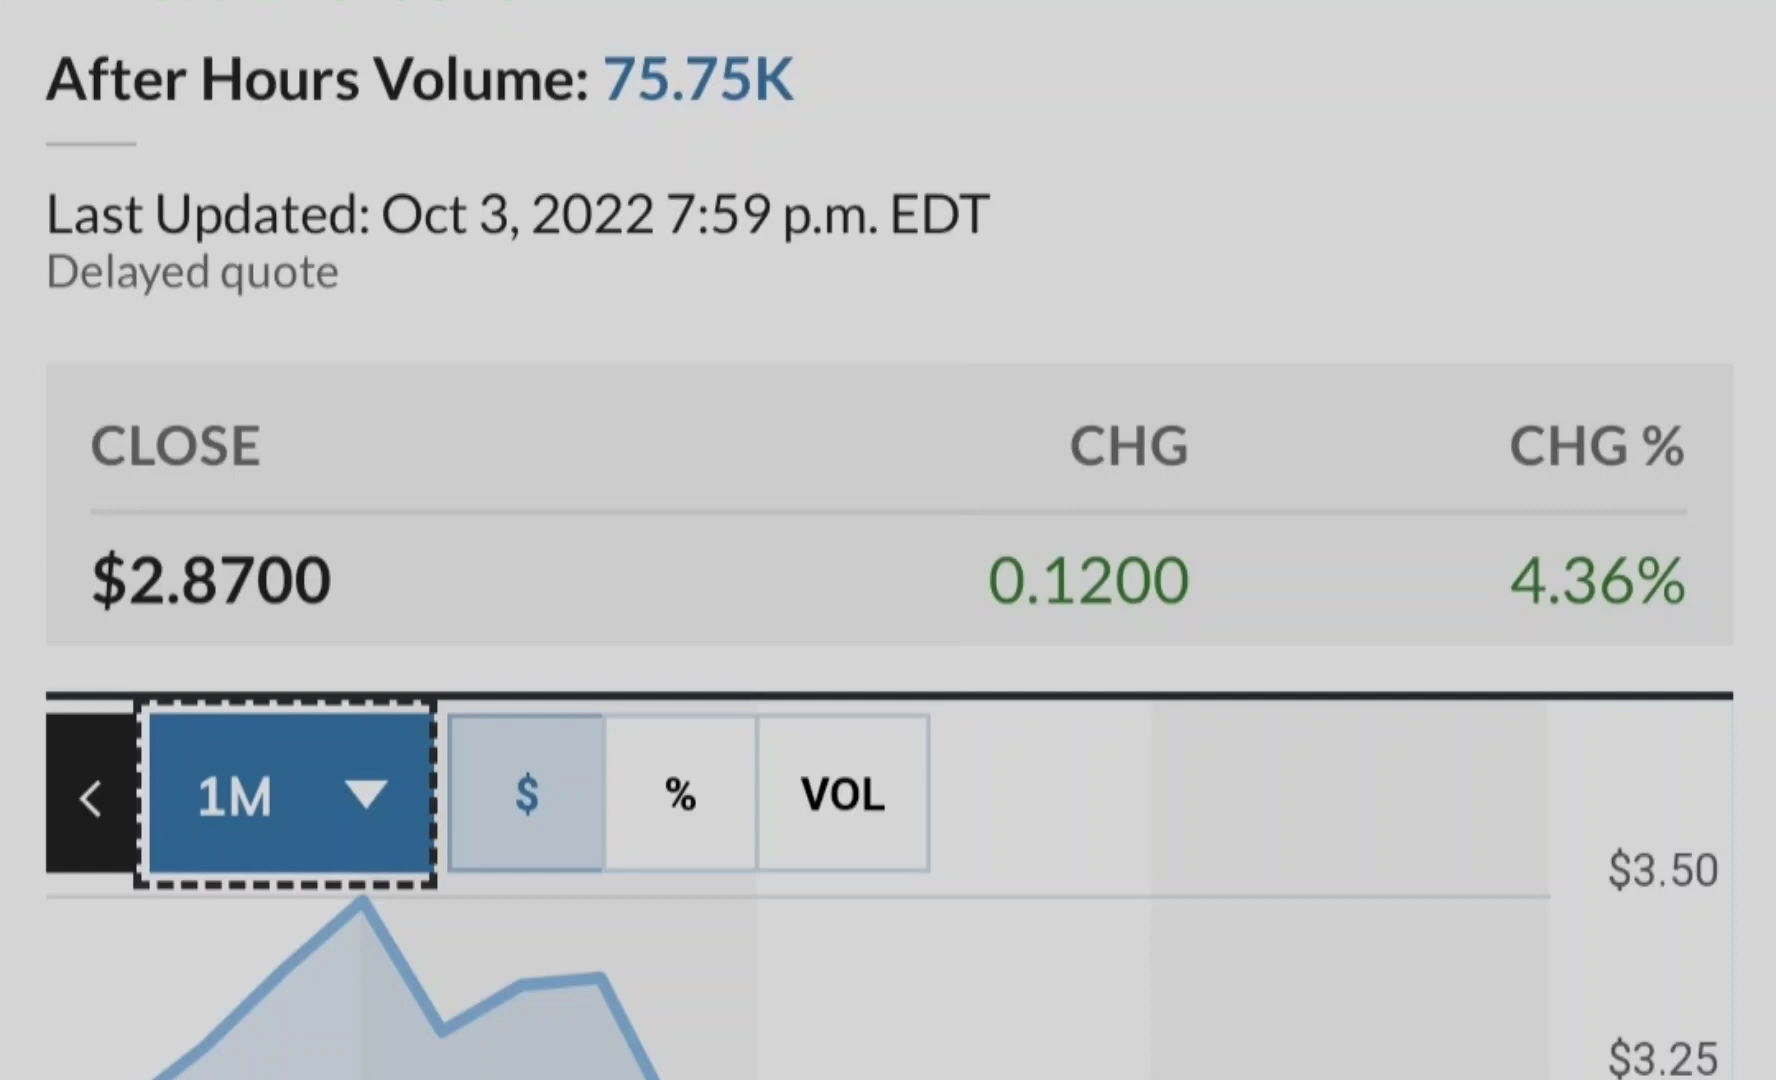 After Hours Volume: 75.75K
Last Updated: Oct 3, 2022 7:59 p.m. EDT
Delayed quote
CLOSE CHG CHG %
$2.8700 0.1200 4.36%
1M $ % VOL
$3.50
$3.25